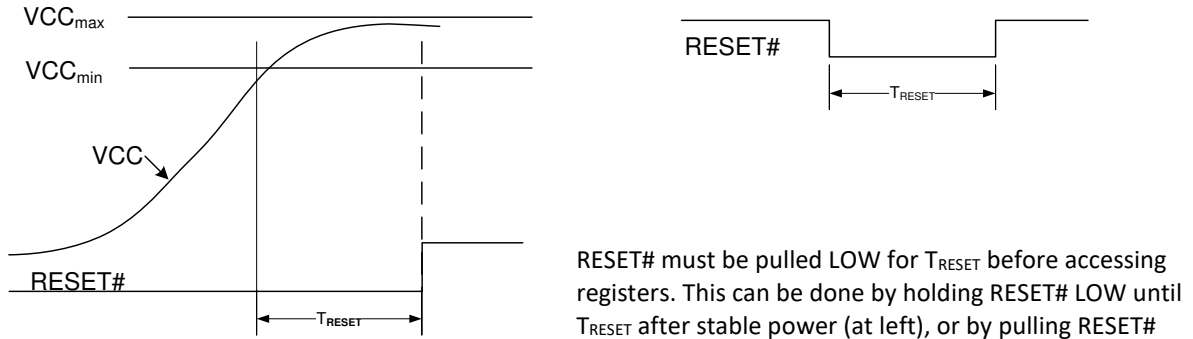 VCCmax
VCCmin
VCC
RESET#
TRESET
RESET#
TRESET
RESET# must be pulled LOW for TRESET before accessing
registers. This can be done by holding RESET# LOW until
TRESET after stable power (at left), or by pulling RESET#